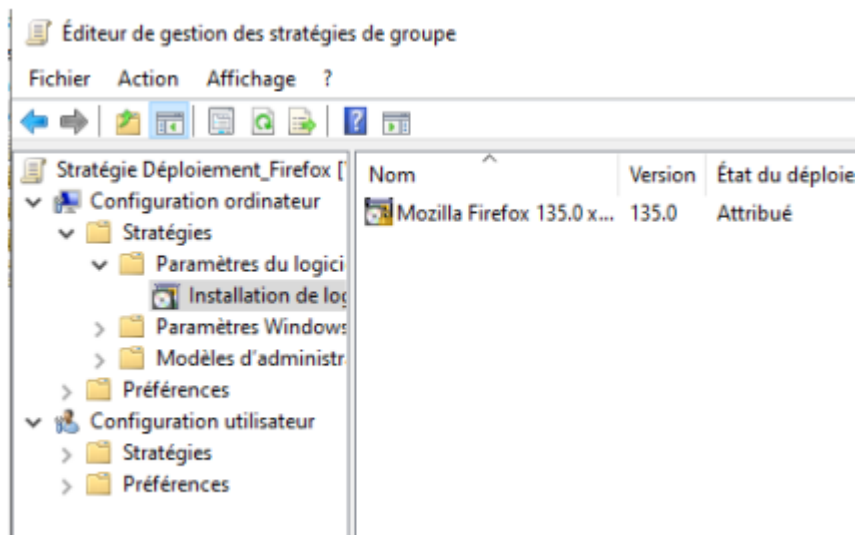 Éditeur de gestion des stratégies de groupe
Fichier Action Affichage ?
Stratégie Déploiement_Firefox [
Configuration ordinateur
Stratégies
Paramètres du logici
Installation de log
Paramètres Windows
Modèles d'administr
Préférences
Configuration utilisateur
Stratégies
Préférences
Nom Version État du déploie
Mozilla Firefox 135.0 x... 135.0 Attribué